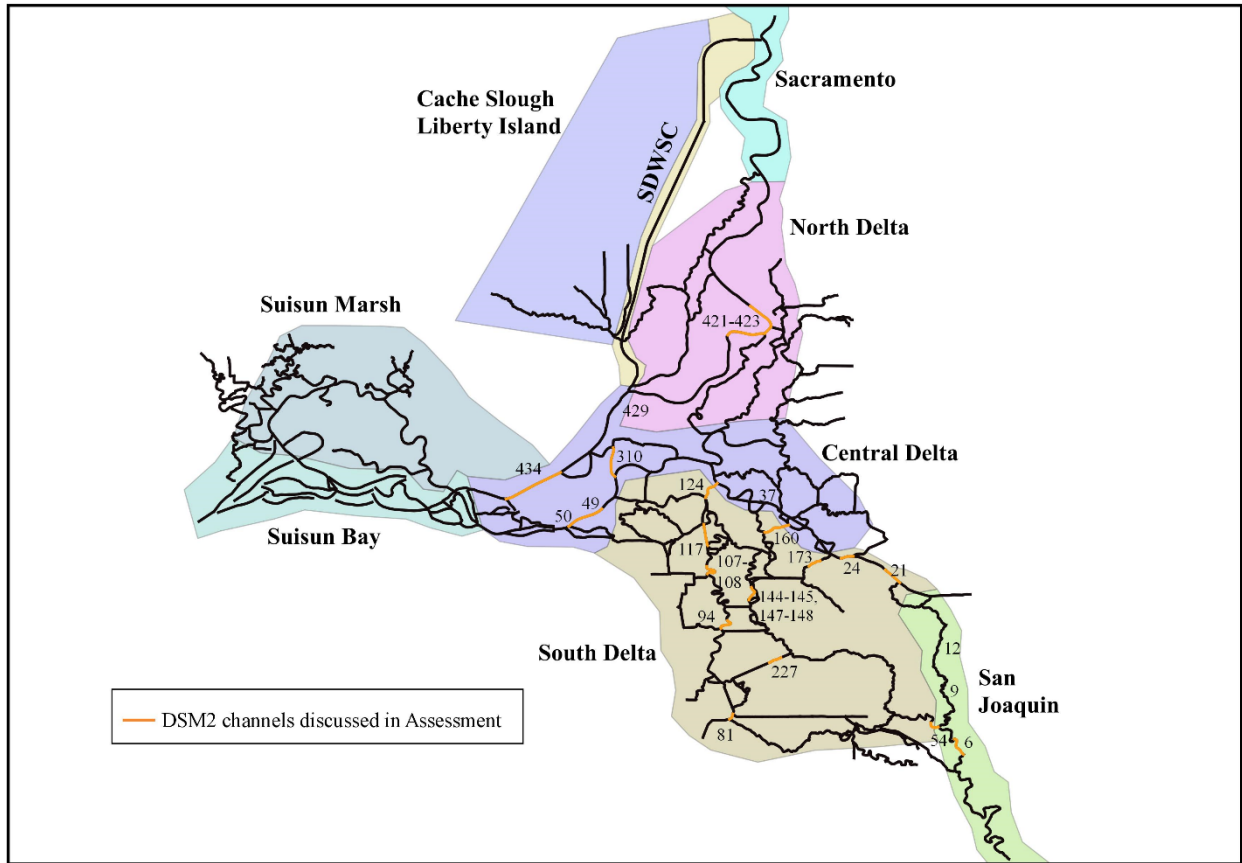 Sacramento
Cache Slough
Liberty Island
SDWSC
North Delta
421-423
Suisun Marsh
429
434
310
Central Delta
124
37
49
50
160
Suisun Bay
117
107-
108
173
24
21
144-145,
147-148
94
12
South Delta
227
9
San
Joaquin
81
54
6
DSM2 channels discussed in Assessment